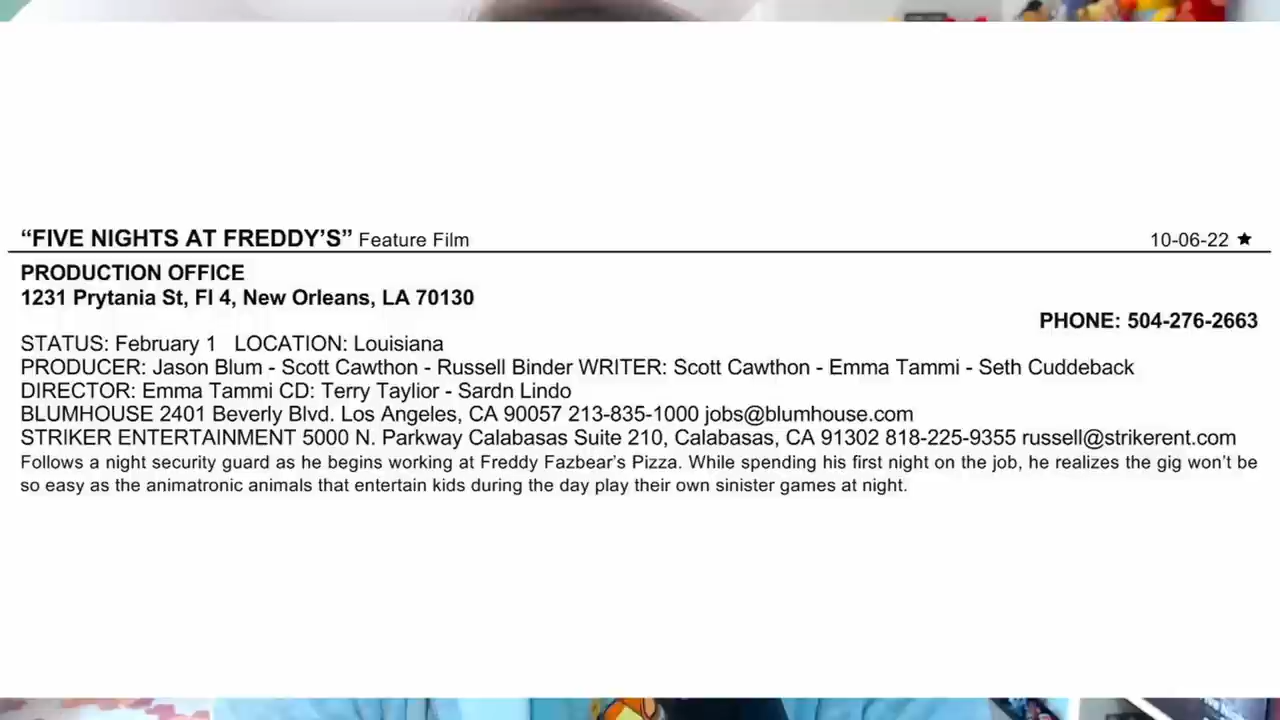 “FIVE NIGHTS AT FREDDY’S” Feature Film 10-06-22 ★
PRODUCTION OFFICE
1231 Prytania St, Fl 4, New Orleans, LA 70130
PHONE: 504-276-2663
STATUS: February 1 LOCATION: Louisiana
PRODUCER: Jason Blum - Scott Cawthon - Russell Binder WRITER: Scott Cawthon - Emma Tammi - Seth Cuddeback
DIRECTOR: Emma Tammi CD: Terry Taylior - Sardn Lindo
BLUMHOUSE 2401 Beverly Blvd. Los Angeles, CA 90057 213-835-1000 jobs@blumhouse.com
STRIKER ENTERTAINMENT 5000 N. Parkway Calabasas Suite 210, Calabasas, CA 91302 818-225-9355 russell@strikerent.com
Follows a night security guard as he begins working at Freddy Fazbear’s Pizza. While spending his first night on the job, he realizes the gig won’t be
so easy as the animatronic animals that entertain kids during the day play their own sinister games at night.